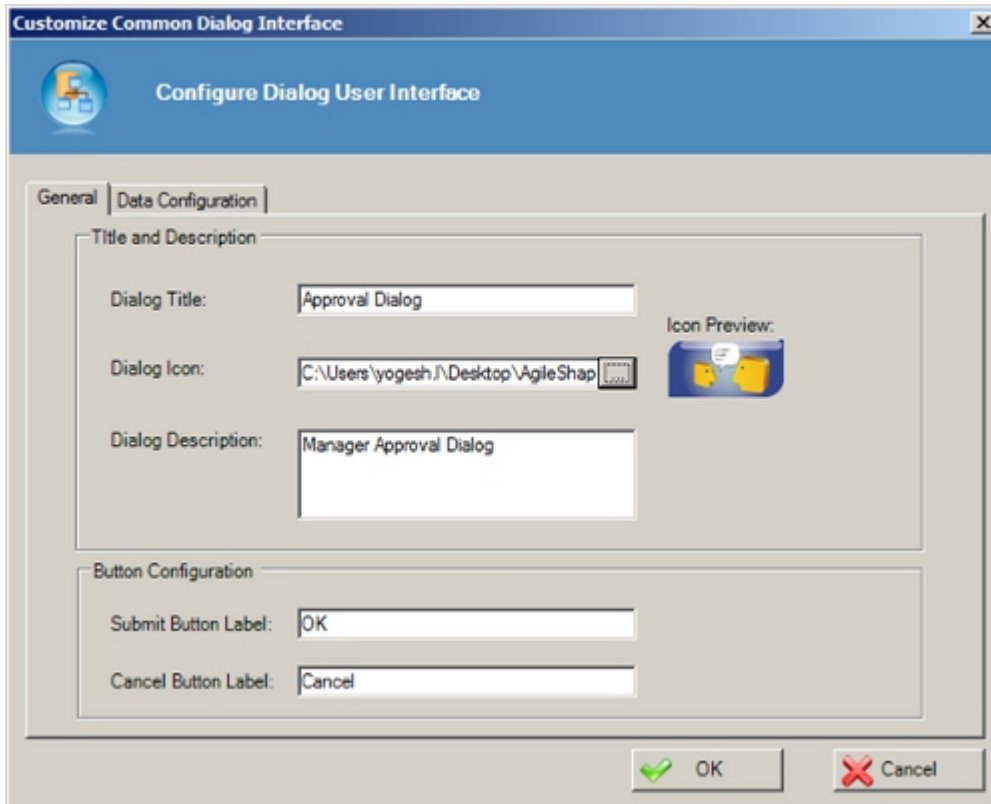 Customize Common Dialog Interface
Configure Dialog User Interface
General Data Configuration
TItle and Description
Dialog Title: Approval Dialog
Icon Preview:
Dialog Icon: C:\Users\yogesh.l\Desktop\AgileShap ...
Dialog Description: Manager Approval Dialog
Button Configuration
Submit Button Label: OK
Cancel Button Label: Cancel
OK Cancel